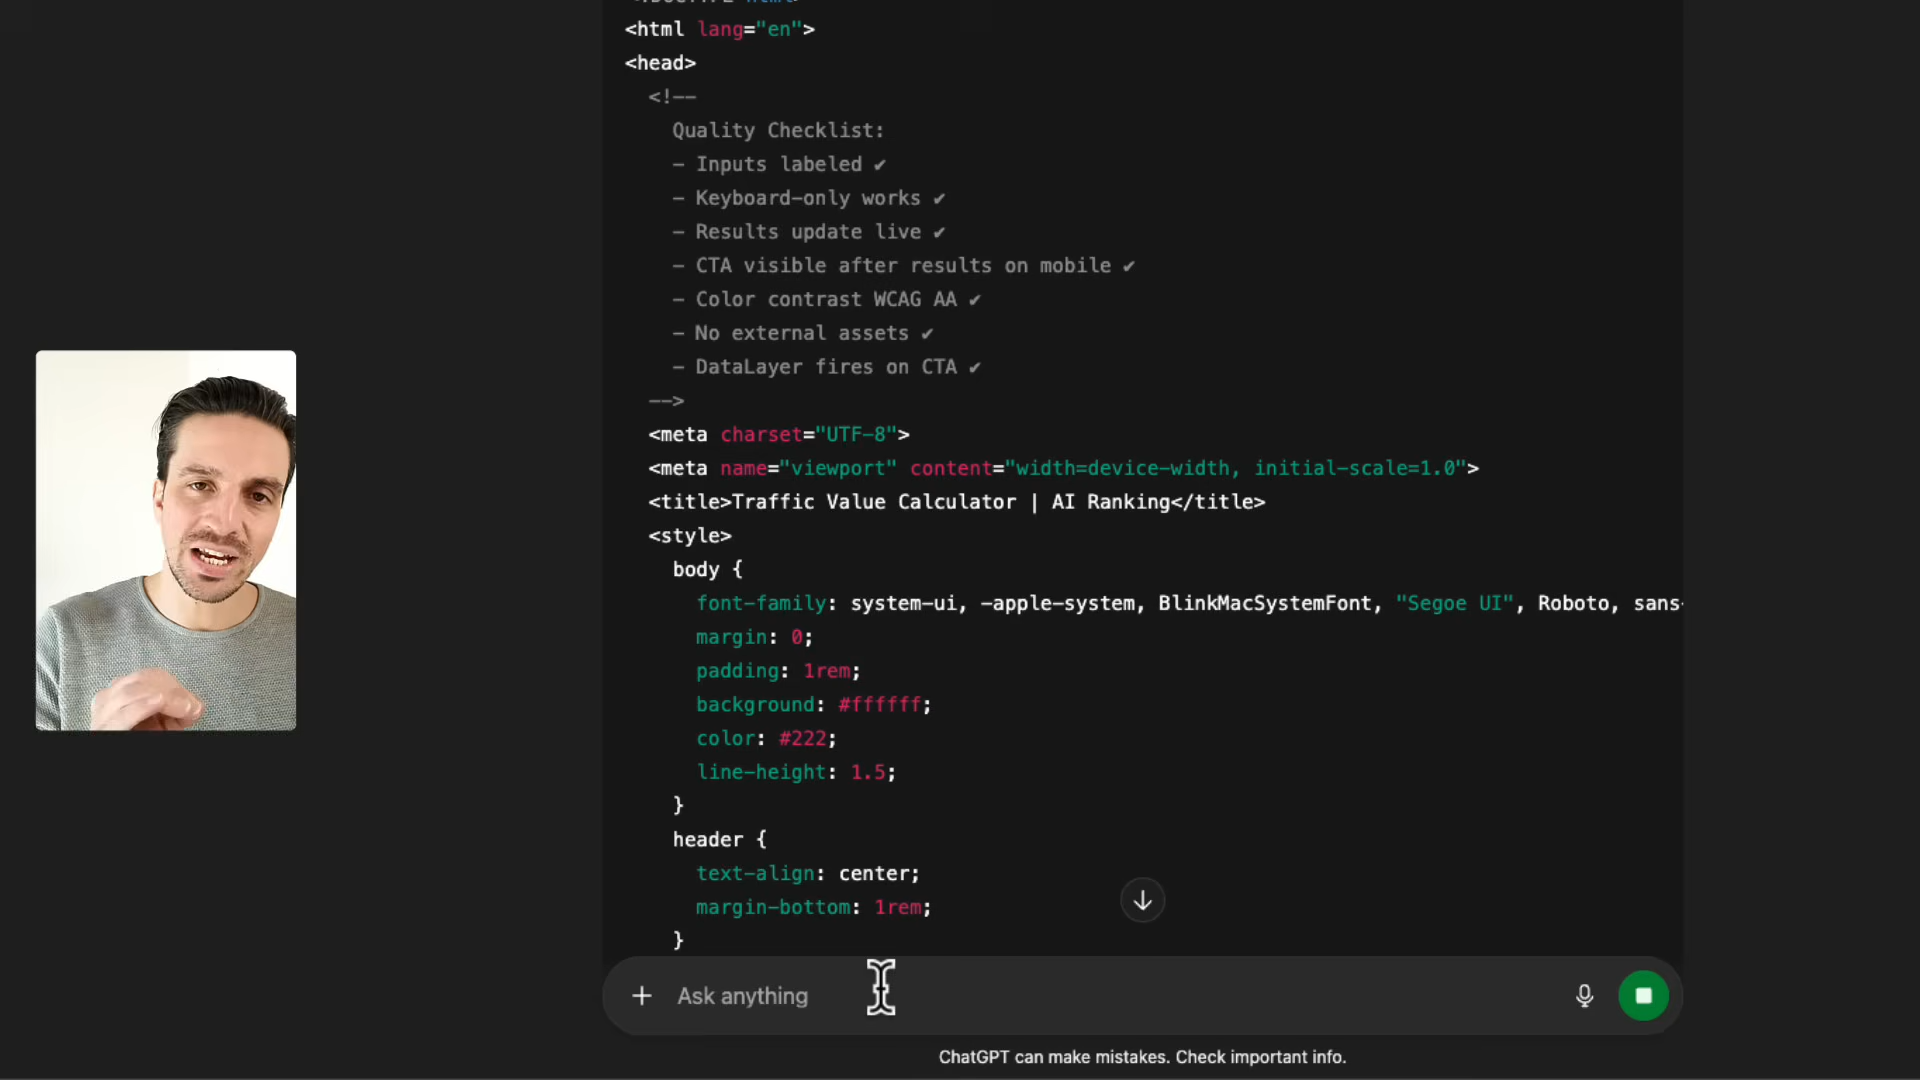 <!DOCTYPE html>
<html lang="en">
<head>
<!--
Quality Checklist:
- Inputs labeled ✔
- Keyboard-only works ✔
- Results update live ✔
- CTA visible after results on mobile ✔
- Color contrast WCAG AA ✔
- No external assets ✔
- DataLayer fires on CTA ✔
-->
<meta charset="UTF-8">
<meta name="viewport" content="width=device-width, initial-scale=1.0">
<title>Traffic Value Calculator | AI Ranking</title>
<style>
body {
font-family: system-ui, -apple-system, BlinkMacSystemFont, "Segoe UI", Roboto, sans-
margin: 0;
padding: 1rem;
background: #ffffff;
color: #222;
line-height: 1.5;
}
header {
text-align: center;
margin-bottom: 1rem;
}
Ask anything
ChatGPT can make mistakes. Check important info.